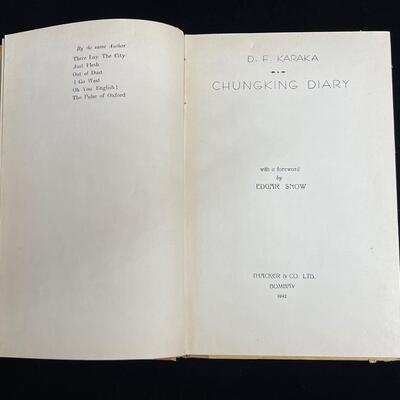 By the same Author
There Lay The City
Just Flesh
Out of Dust
I Go West
Oh You English!
The Pulse of Oxford
D. F. KARAKA
CHUNGKING DIARY
with a foreword
by
EDGAR SNOW
THACKER & CO. LTD.
BOMBAY
1942